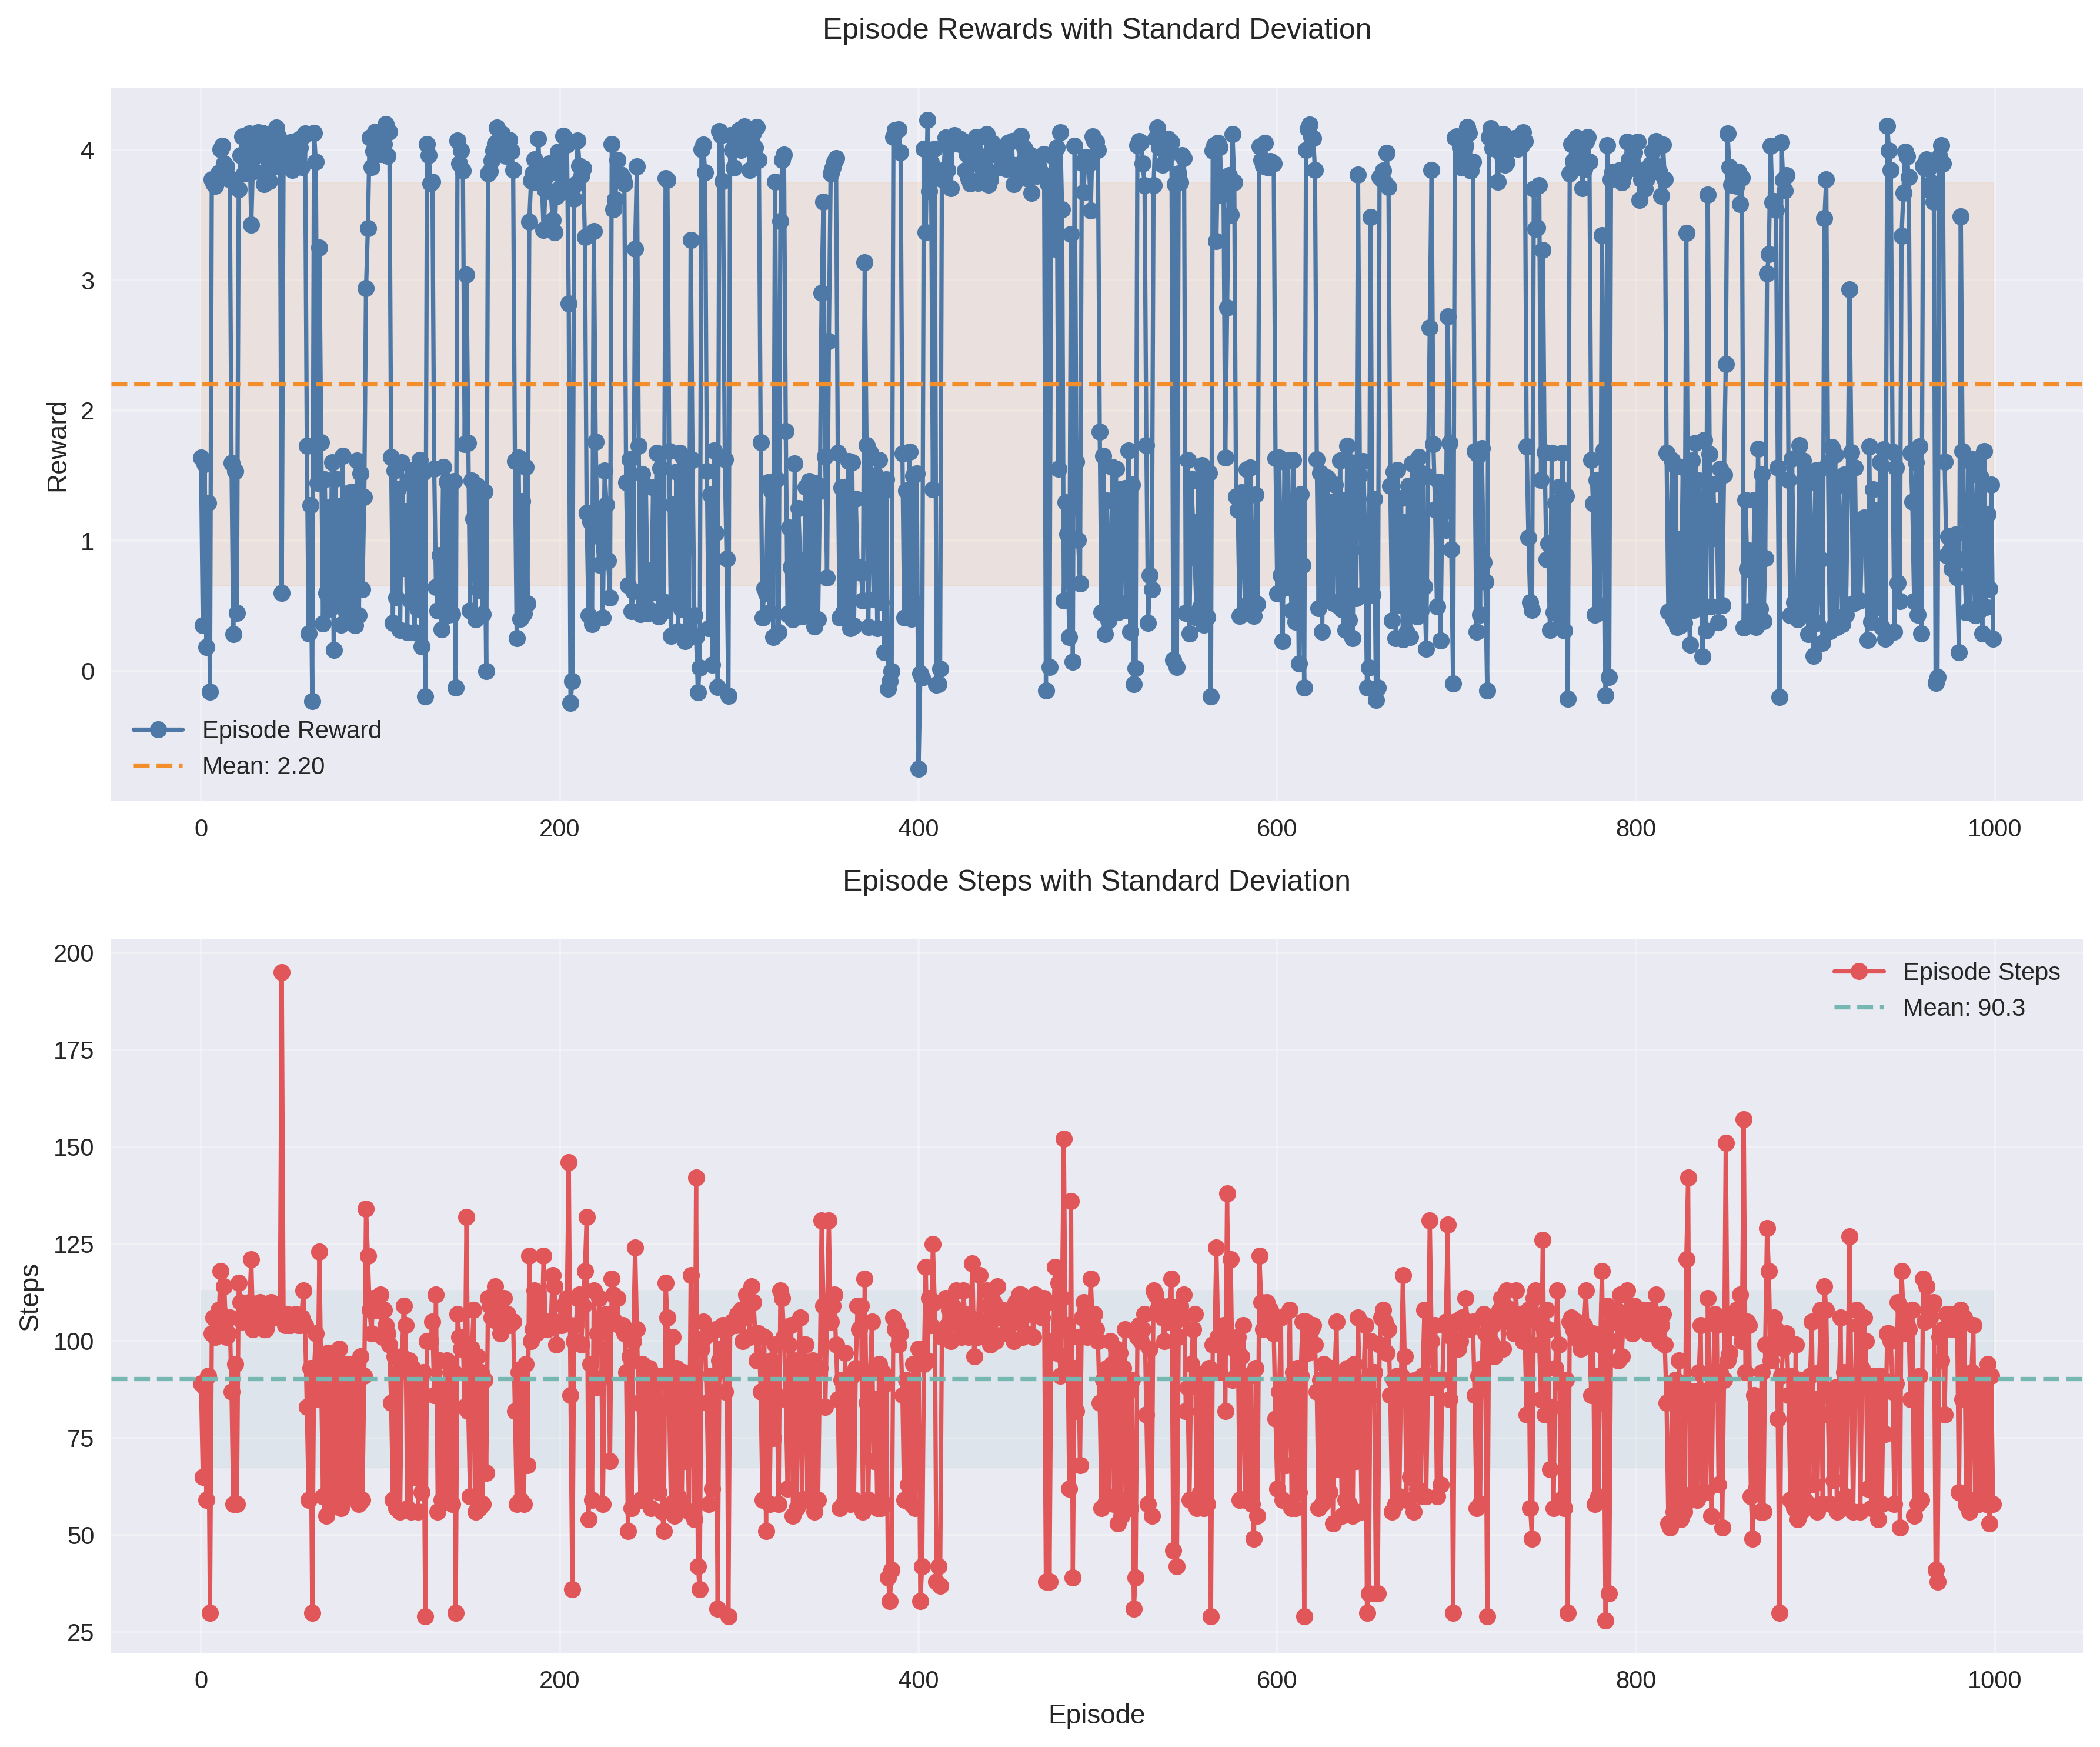 Episode Rewards with Standard Deviation
Reward
4
3
2
1
0
Episode Reward
Mean: 2.20
0
200
400
600
800
1000
Episode Steps with Standard Deviation
Steps
200
175
150
125
100
75
50
25
Episode Steps
Mean: 90.3
0
200
400
600
800
1000
Episode